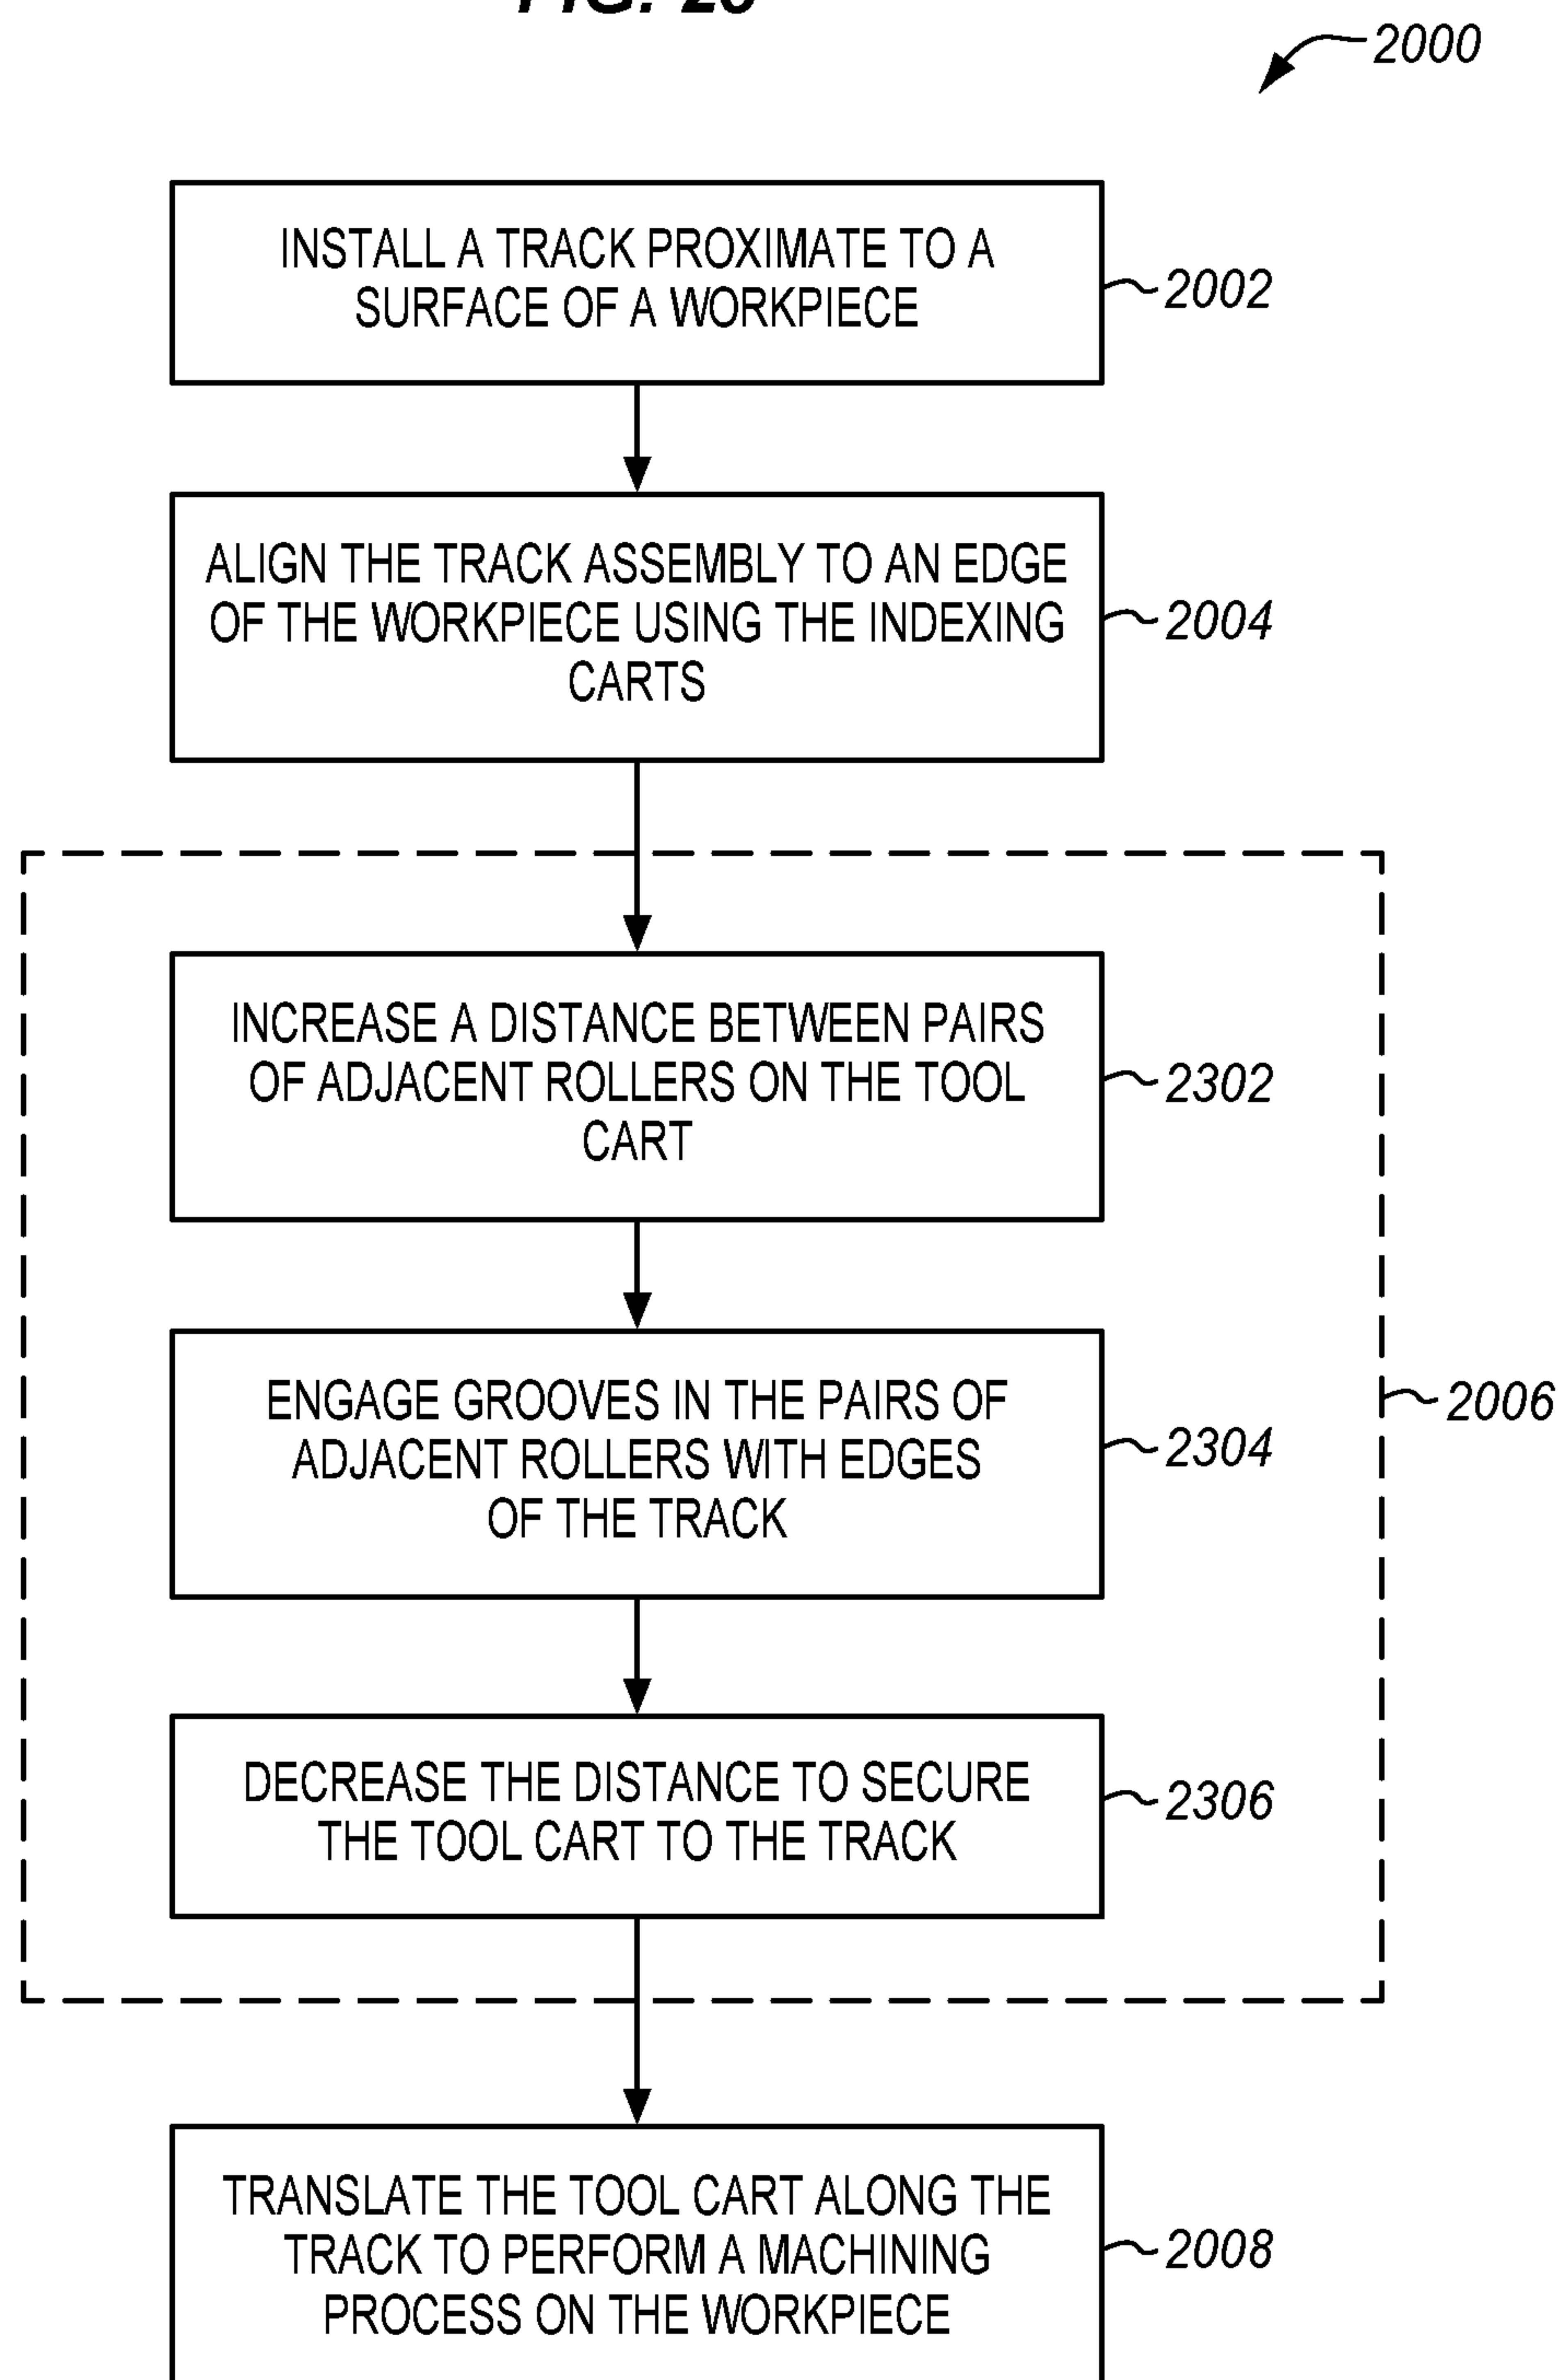 FIG.
2000
INSTALL A TRACK PROXIMATE TO A
SURFACE OF A WORKPIECE
2002
ALIGN THE TRACK ASSEMBLY TO AN EDGE
OF THE WORKPIECE USING THE INDEXING
CARTS
2004
INCREASE A DISTANCE BETWEEN PAIRS
OF ADJACENT ROLLERS ON THE TOOL
CART
2302
ENGAGE GROOVES IN THE PAIRS OF
ADJACENT ROLLERS WITH EDGES
OF THE TRACK
2304
2006
DECREASE THE DISTANCE TO SECURE
THE TOOL CART TO THE TRACK
2306
TRANSLATE THE TOOL CART ALONG THE
TRACK TO PERFORM A MACHINING
PROCESS ON THE WORKPIECE
2008